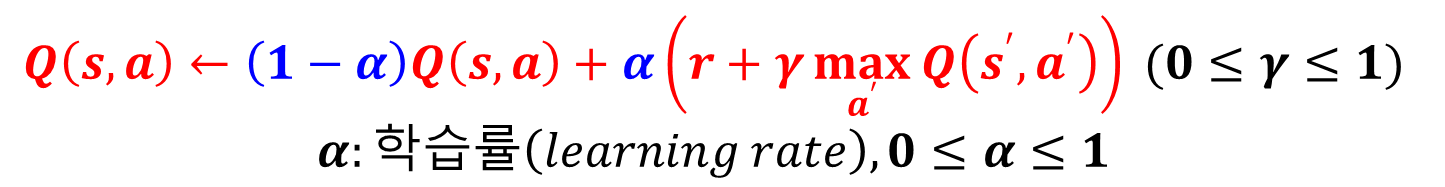 Q(s, a) ← (1 − α)Q(s, a) + α(r + γ max_{a′} Q(s′, a′)) (0 ≤ γ ≤ 1)
α: 학습률(learning rate), 0 ≤ α ≤ 1